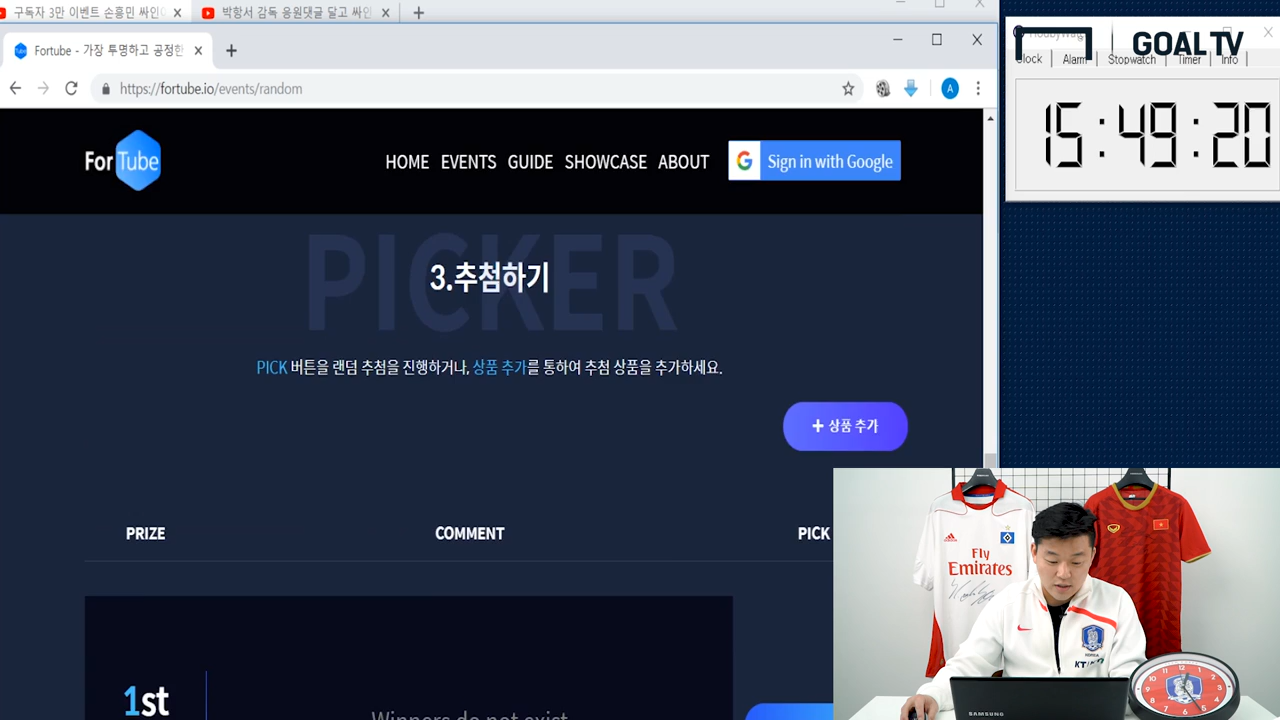 구독자 3만 이벤트 손흥민 싸인
박항서 감독 응원댓글 달고 싸인
Fortube - 가장 투명하고 공정한
https://fortube.io/events/random
A
For Tube
HOME EVENTS GUIDE SHOWCASE ABOUT
Sign in with Google
PICKER
3.추첨하기
PICK 버튼을 랜덤 추첨을 진행하거나, 상품 추가를 통하여 추첨 상품을 추가하세요.
+ 상품 추가
PRIZE COMMENT PICK
1st
Winners do not exist
GOAL TV
Clock Alarm Stopwatch Timer Info
15:49:20
Fly
Emirates
KOREA
SAMSUNG